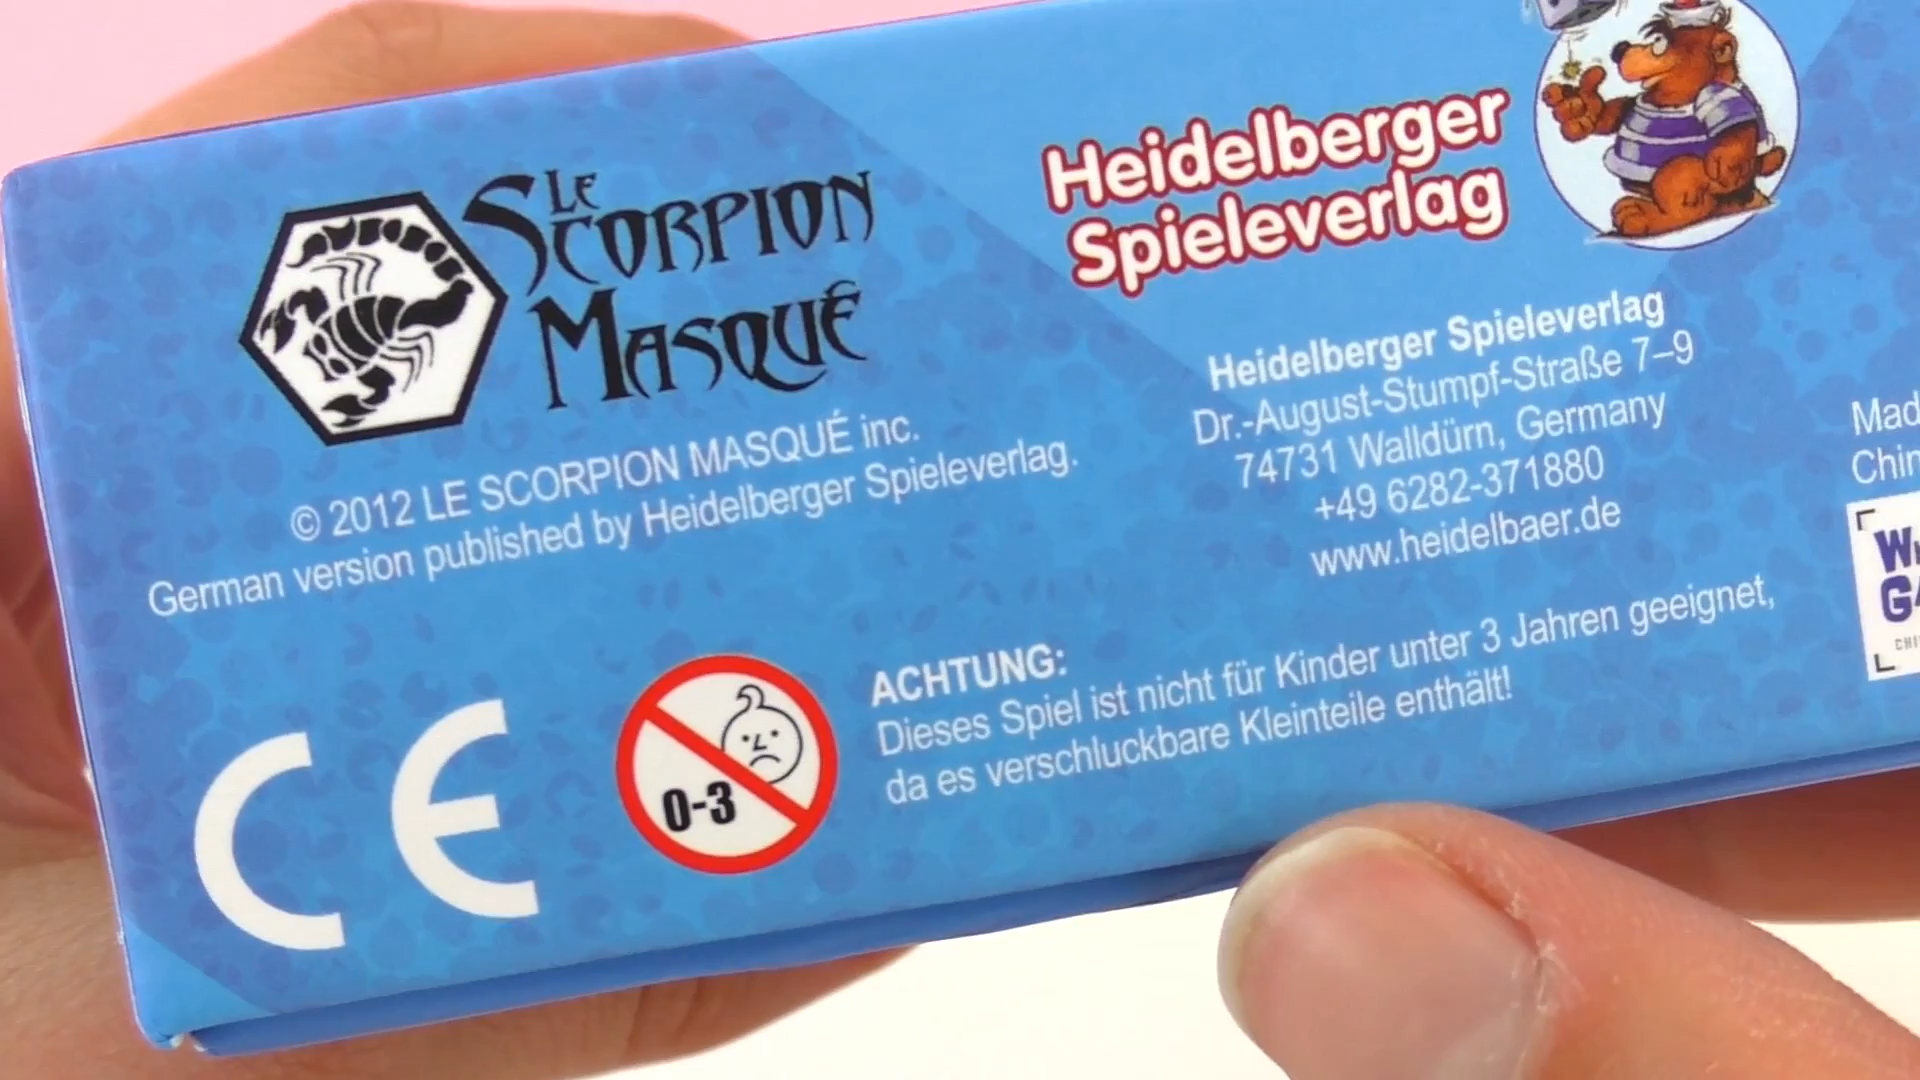 LE
SCORPION
MASQUÉ
© 2012 LE SCORPION MASQUÉ inc.
German version published by Heidelberger Spieleverlag.
Heidelberger
Spieleverlag
Heidelberger Spieleverlag
Dr.-August-Stumpf-Straße 7–9
74731 Walldürn, Germany
+49 6282-371880
www.heidelbaer.de
CE
0-3
ACHTUNG:
Dieses Spiel ist nicht für Kinder unter 3 Jahren geeignet,
da es verschluckbare Kleinteile enthält!